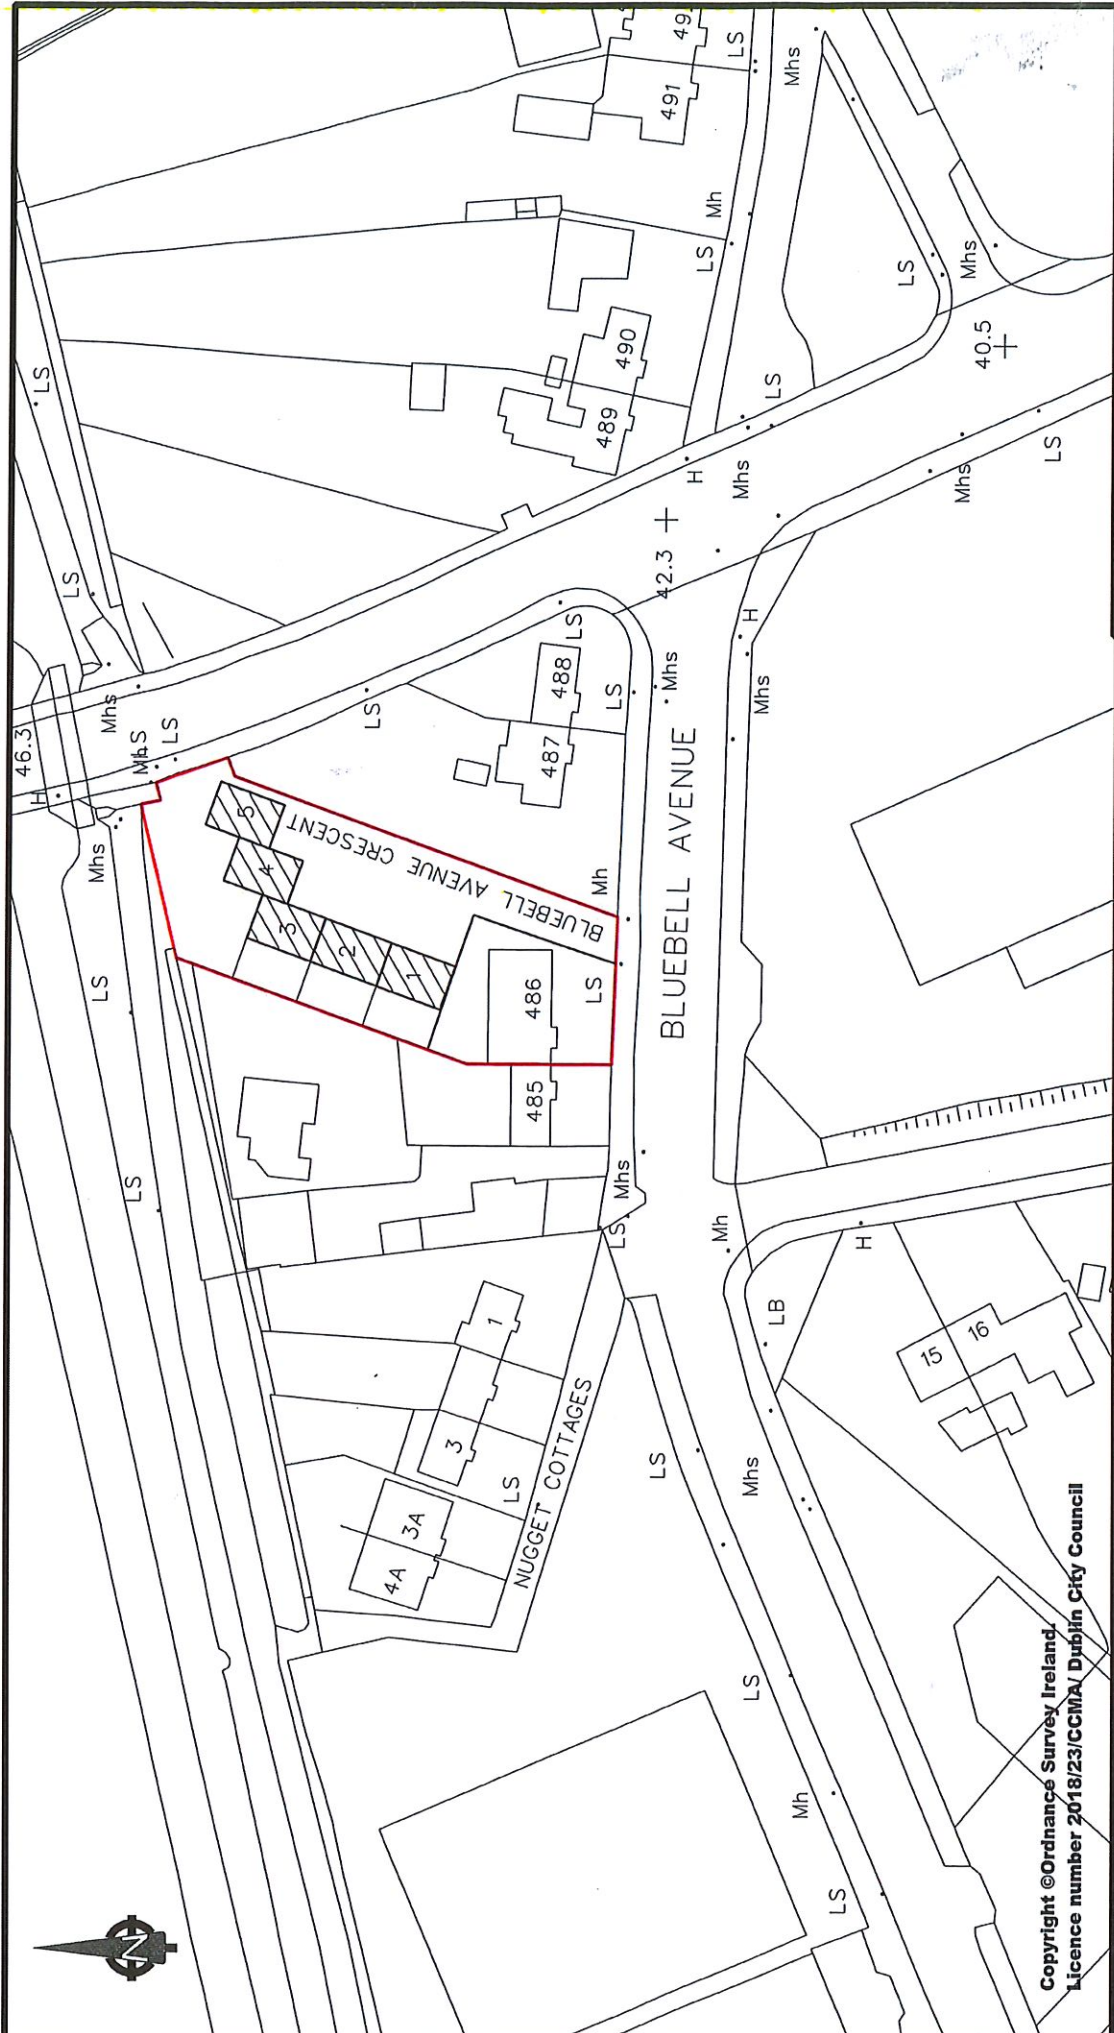 49
LS
491
Mhs
Mh
LS
LS
Mhs
490
489
LS
40.5
LS
H
Mhs
Mhs
LS
LS
42.3
H
Mhs
46.3
Mhs
MhS
LS
H
LS
LS
488
487
LS
Mhs
Mhs
5
4
3
2
1
BLUEBELL AVENUE CRESCENT
Mh
BLUEBELL AVENUE
486
LS
485
LS
LS
Mhs
LS
Mh
H
LB
1
3
3A
4A
LS
NUGGET COTTAGES
15
16
LS
Mhs
LS
Mh
LS
N
Copyright ©Ordnance Survey Ireland.
Licence number 2018/23/CCMA/ Dublin City Council